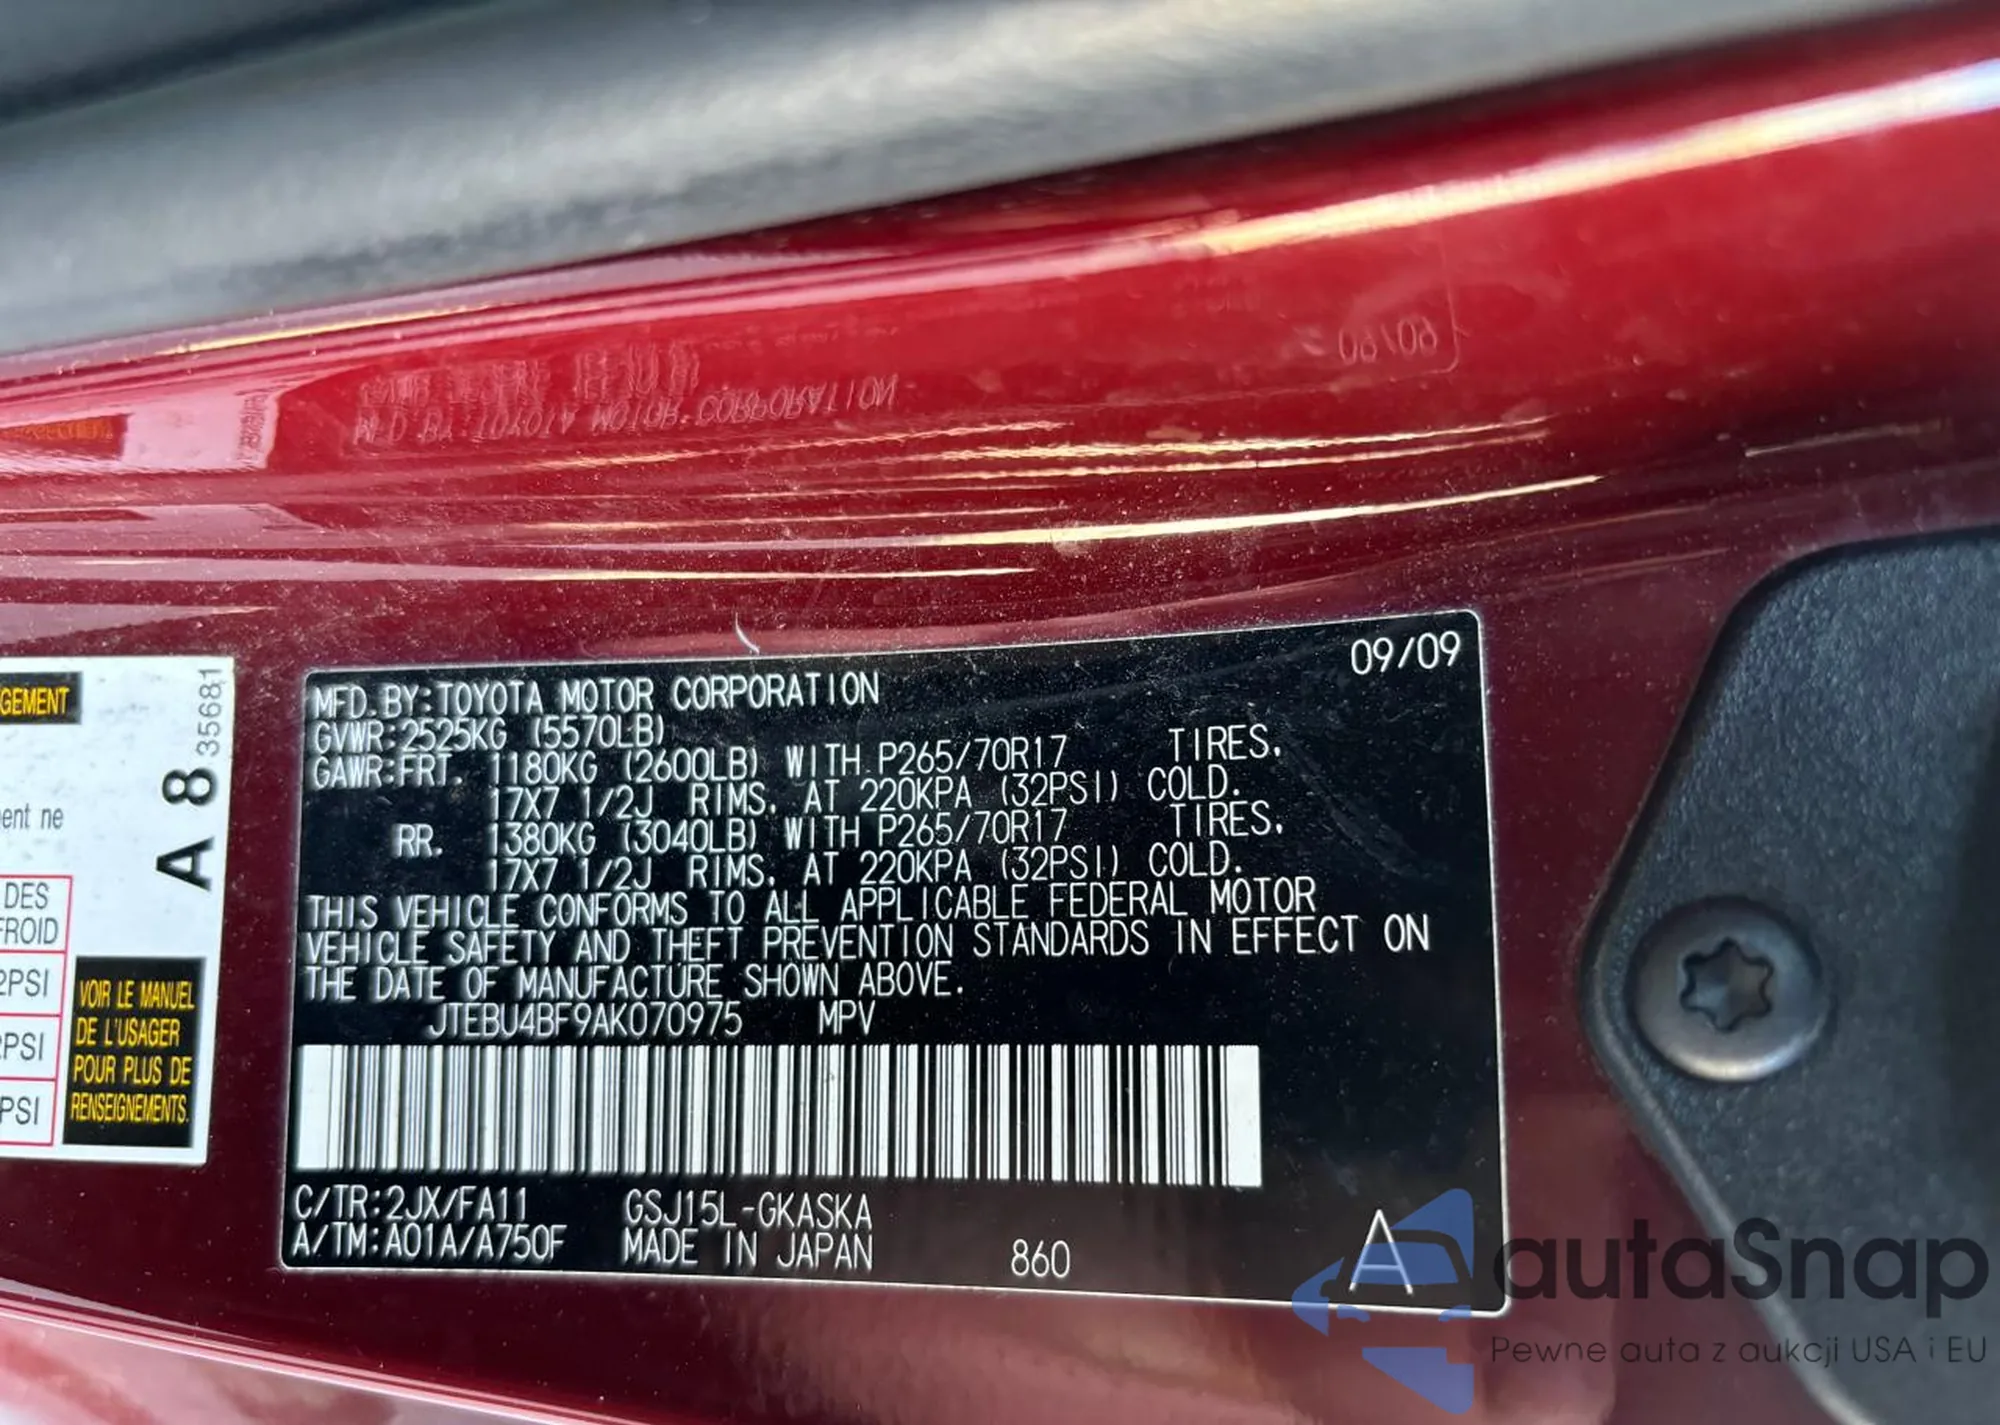 GEMENT
ent ne
DES
FROID
2PSI
PSI
PSI
A 8 35681
VOIR LE MANUEL
DE L'USAGER
POUR PLUS DE
RENSEIGNEMENTS.
09/09
MFD. BY: TOYOTA MOTOR CORPORATION
GVWR: 2525KG (5570LB)
GAWR: FRT. 1180KG (2600LB) WITH P265/70R17 TIRES,
17X7 1/2J RIMS, AT 220KPA (32PSI) COLD.
RR. 1380KG (3040LB) WITH P265/70R17 TIRES,
17X7 1/2J RIMS, AT 220KPA (32PSI) COLD.
THIS VEHICLE CONFORMS TO ALL APPLICABLE FEDERAL MOTOR
VEHICLE SAFETY AND THEFT PREVENTION STANDARDS IN EFFECT ON
THE DATE OF MANUFACTURE SHOWN ABOVE.
JTEBU4BF9AK070975 MPV
C/TR: 2JX/FA11 GSJ15L-GKASKA
A/TM: A01A/A750F MADE IN JAPAN 860
A
autaSnap
Pewne auta z aukcji USA i EU